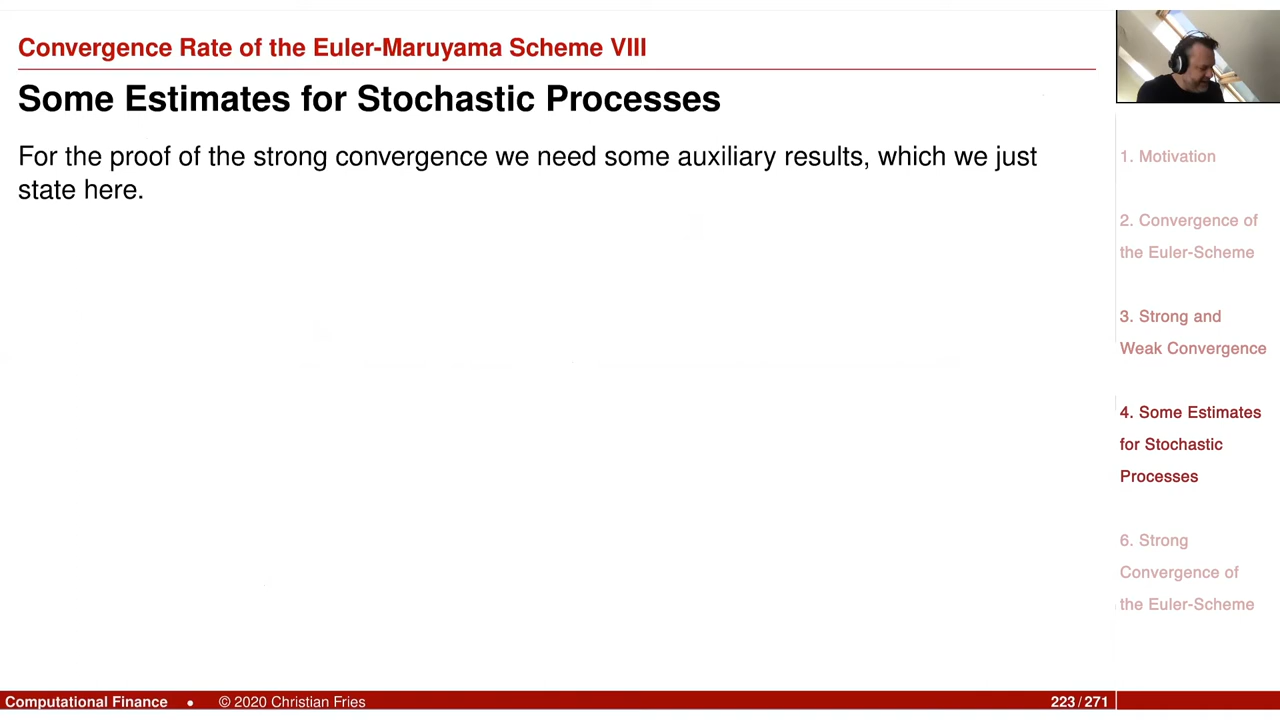 Convergence Rate of the Euler-Maruyama Scheme VIII
Some Estimates for Stochastic Processes
For the proof of the strong convergence we need some auxiliary results, which we just
state here.
1. Motivation
2. Convergence of
the Euler-Scheme
3. Strong and
Weak Convergence
4. Some Estimates
for Stochastic
Processes
6. Strong
Convergence of
the Euler-Scheme
Computational Finance • © 2020 Christian Fries 223 / 271